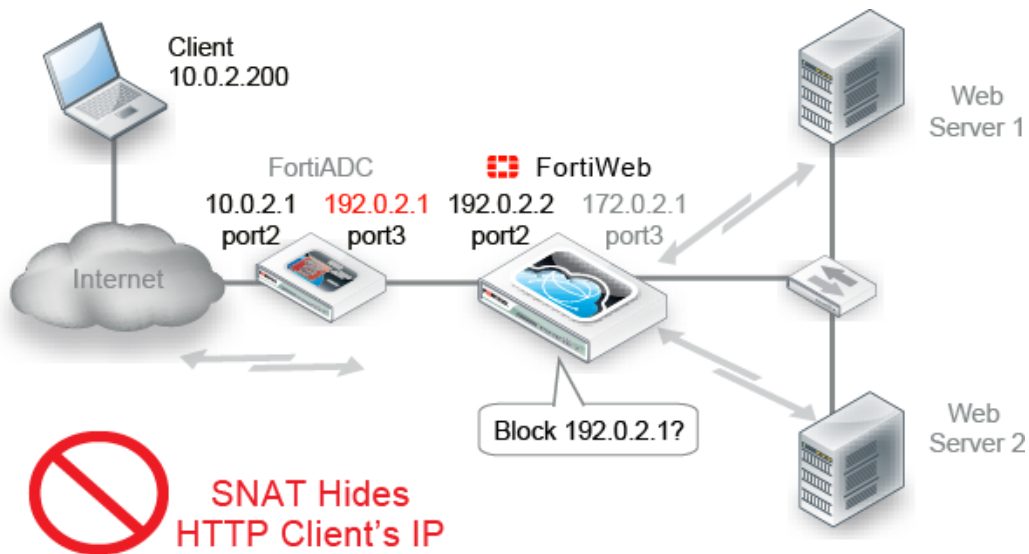 Client
10.0.2.200
Web
Server 1
FortiADC
FortiWeb
10.0.2.1
port2
192.0.2.1
port3
192.0.2.2
port2
172.0.2.1
port3
Internet
Block 192.0.2.1?
Web
Server 2
SNAT Hides
HTTP Client's IP